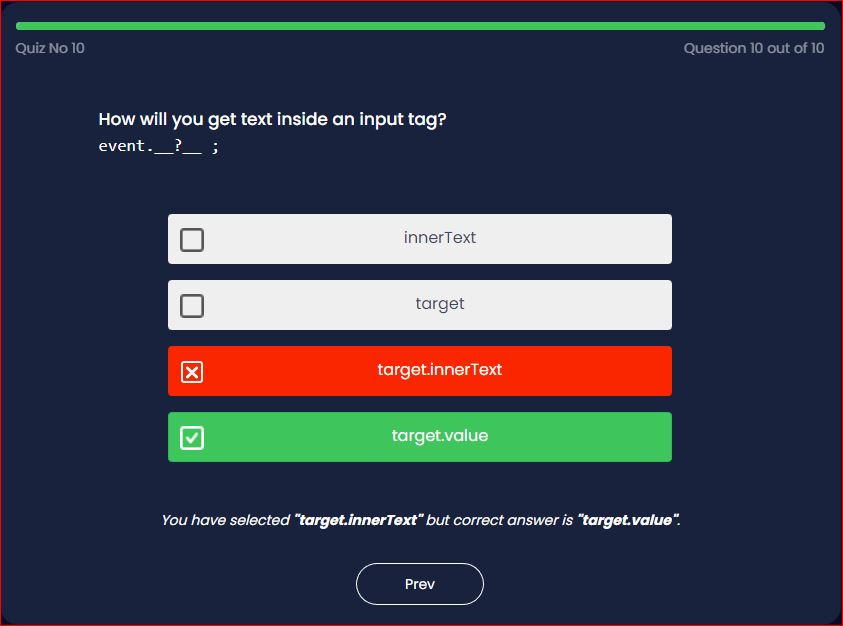 Quiz No 10
Question 10 out of 10
How will you get text inside an input tag?
event.__?__ ;
innerText
target
target.innerText
target.value
You have selected "target.innerText" but correct answer is "target.value".
Prev